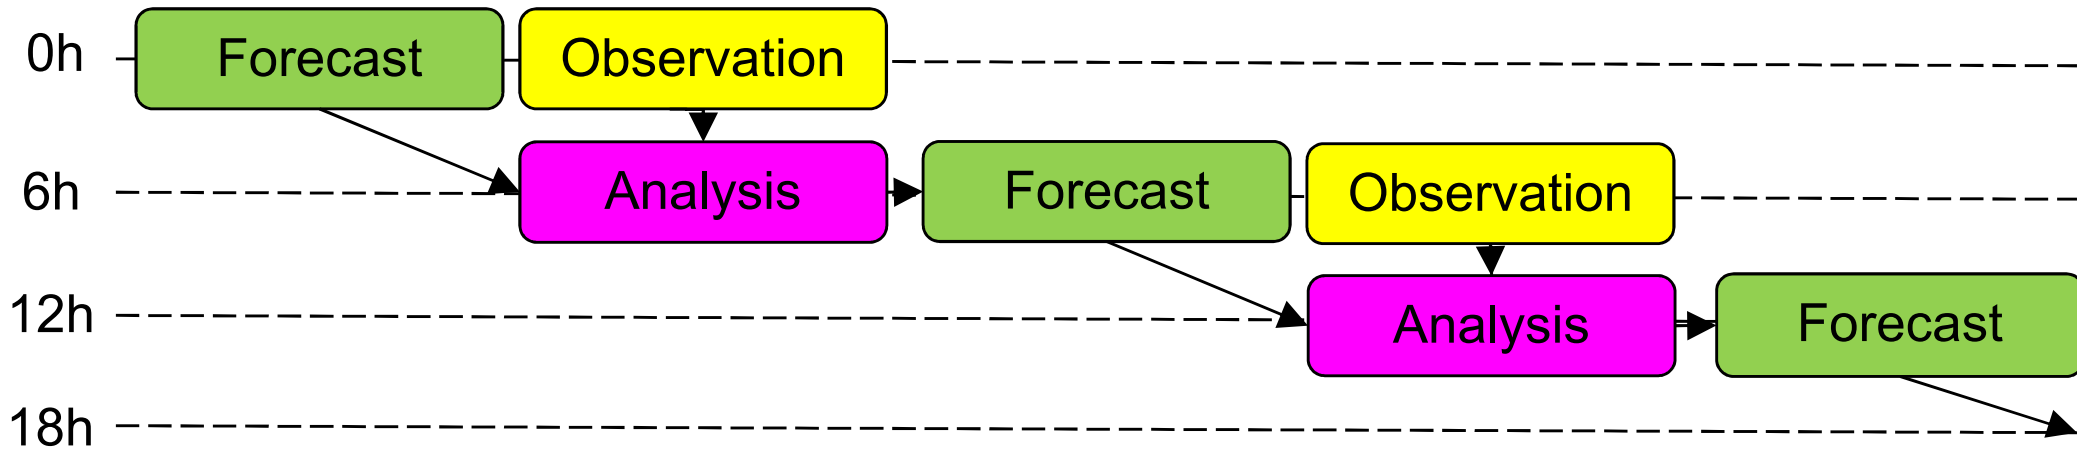 0h Forecast Observation
6h Analysis Forecast Observation
12h Analysis Forecast
18h